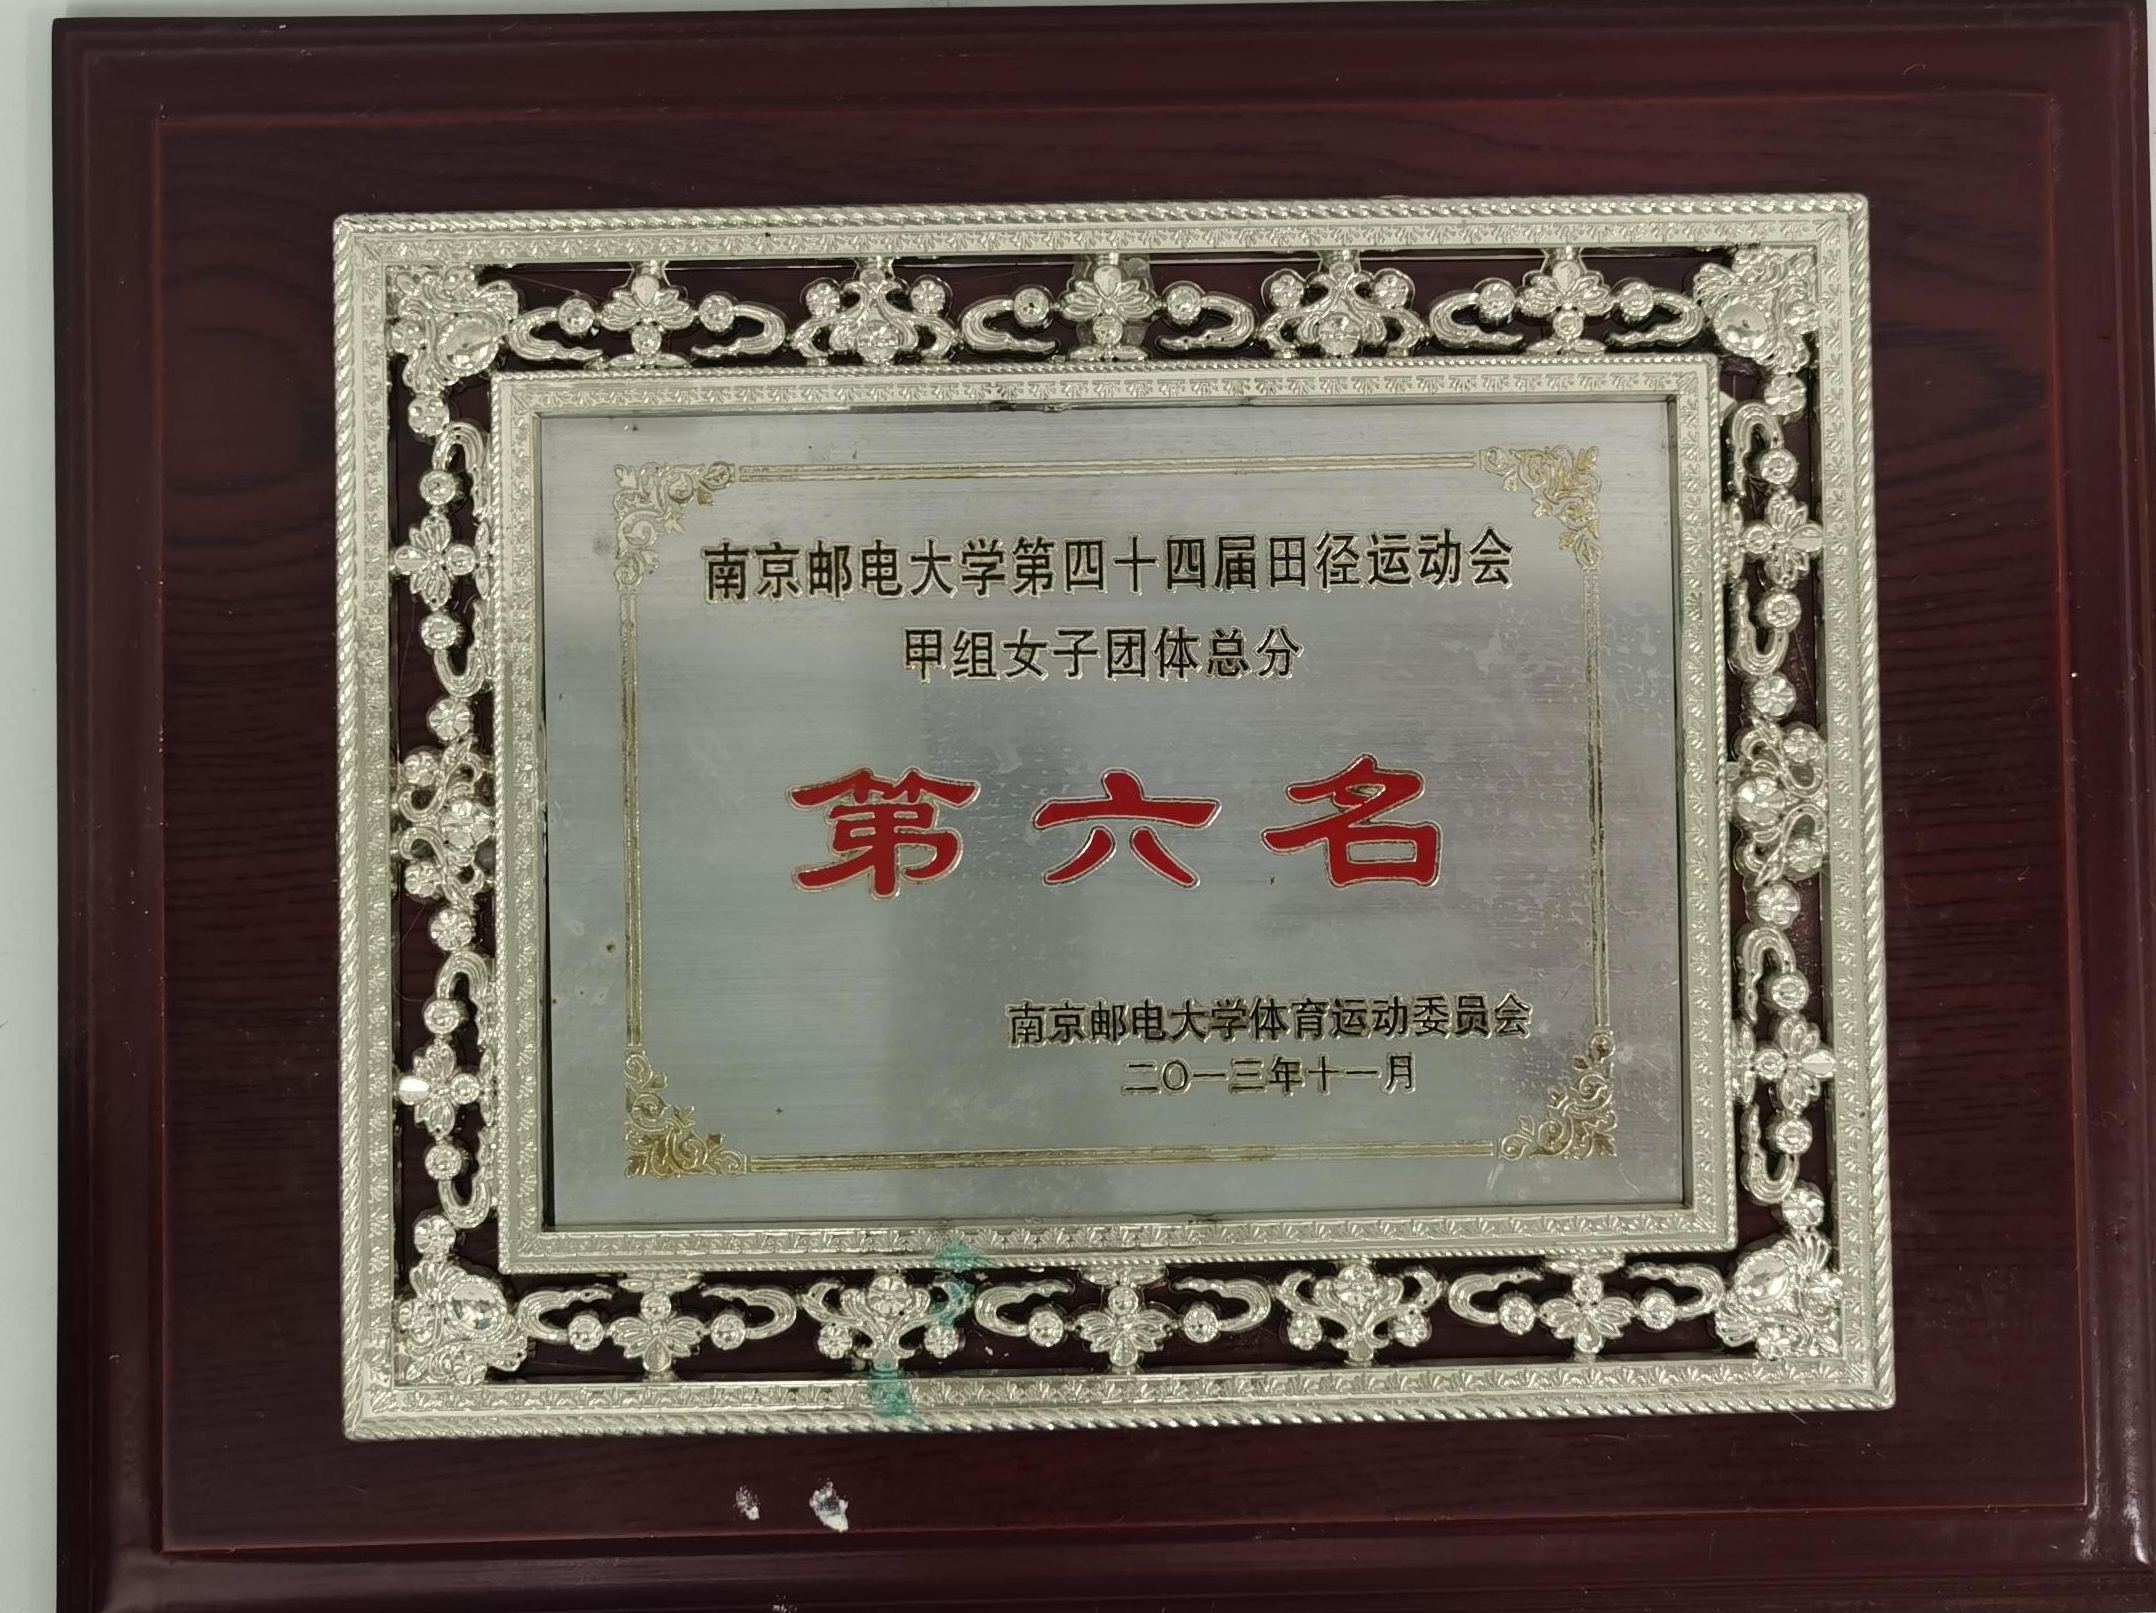 南京邮电大学第四十四届田径运动会
甲组女子团体总分
第六名
南京邮电大学体育运动委员会
二〇一三年十一月